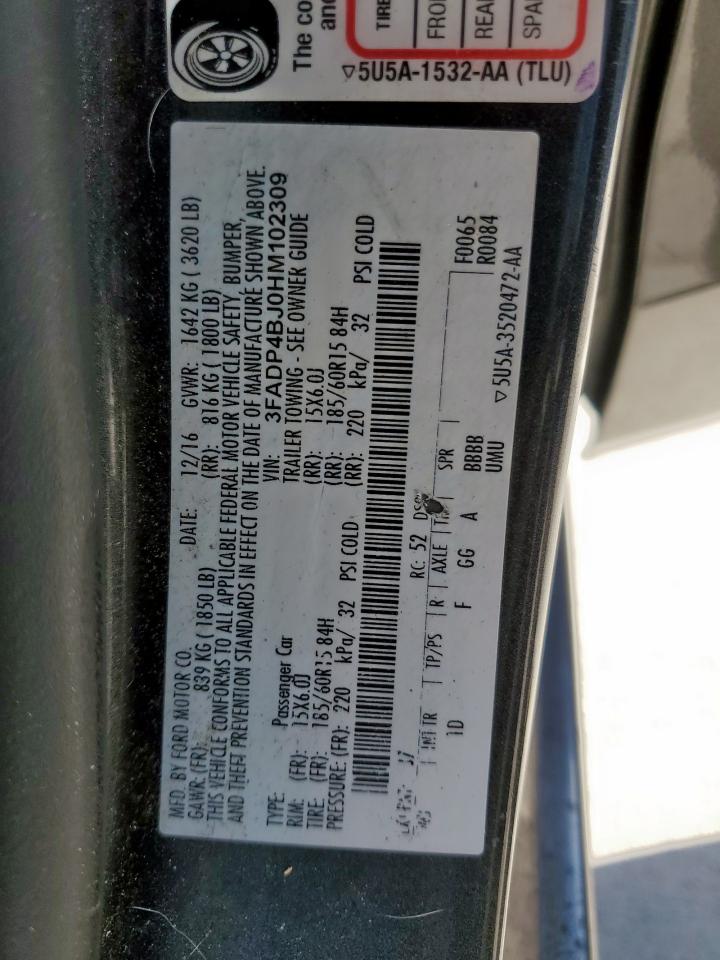 The co
and
TIRE
FRO
REA
SPA
▽5U5A-1532-AA (TLU)
MFD. BY FORD MOTOR CO. DATE: 12/16 GVWR: 1642 KG ( 3620 LB)
GAWR: (FR): 839 KG ( 1850 LB) (RR): 816 KG ( 1800 LB)
THIS VEHICLE CONFORMS TO ALL APPLICABLE FEDERAL MOTOR VEHICLE SAFETY, BUMPER,
AND THEFT PREVENTION STANDARDS IN EFFECT ON THE DATE OF MANUFACTURE SHOWN ABOVE.
VIN: 3FADP4BJ0HM102309
TYPE: Passenger Car TRAILER TOWING - SEE OWNER GUIDE
RIM: (FR): 15X6.0J (RR): 15X6.0J
TIRE: (FR): 185/60R15 84H (RR): 185/60R15 84H
PRESSURE: (FR): 220 kPa/ 32 PSI COLD (RR): 220 kPa/ 32 PSI COLD
RC: 52
INT TR TP/PS R AXLE SPR F0065
1D F GG A BBBB R0084
UMU
▽5U5A-3520472-AA